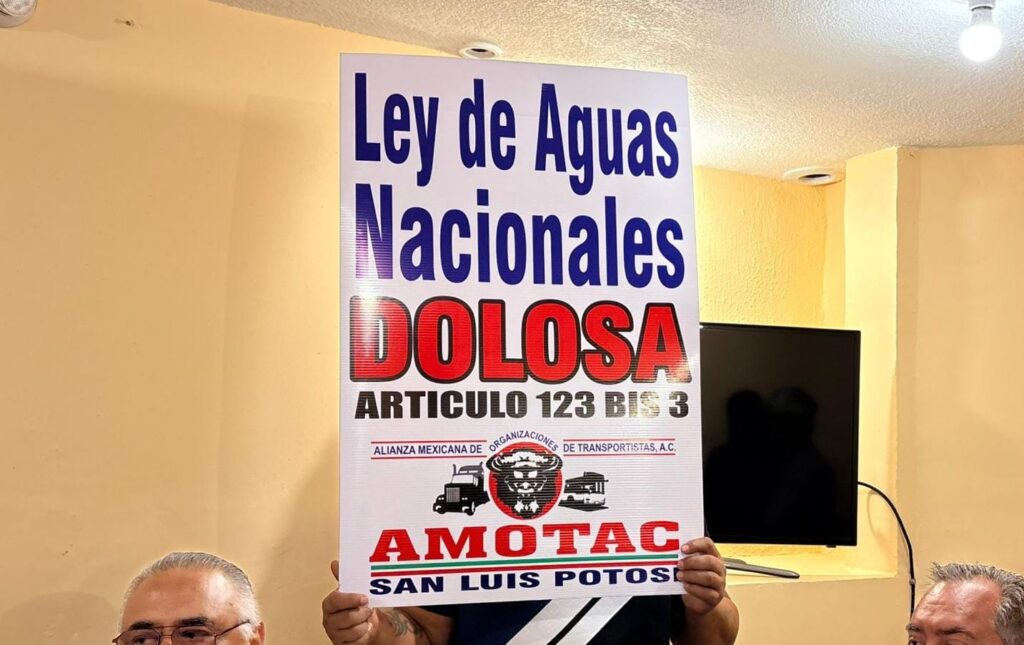 Ley de Aguas
Nacionales
DOLOSA
ARTICULO 123 BIS 3
ALIANZA MEXICANA DE ORGANIZACIONES DE TRANSPORTISTAS, A.C.
AMOTAC
SAN LUIS POTOSI